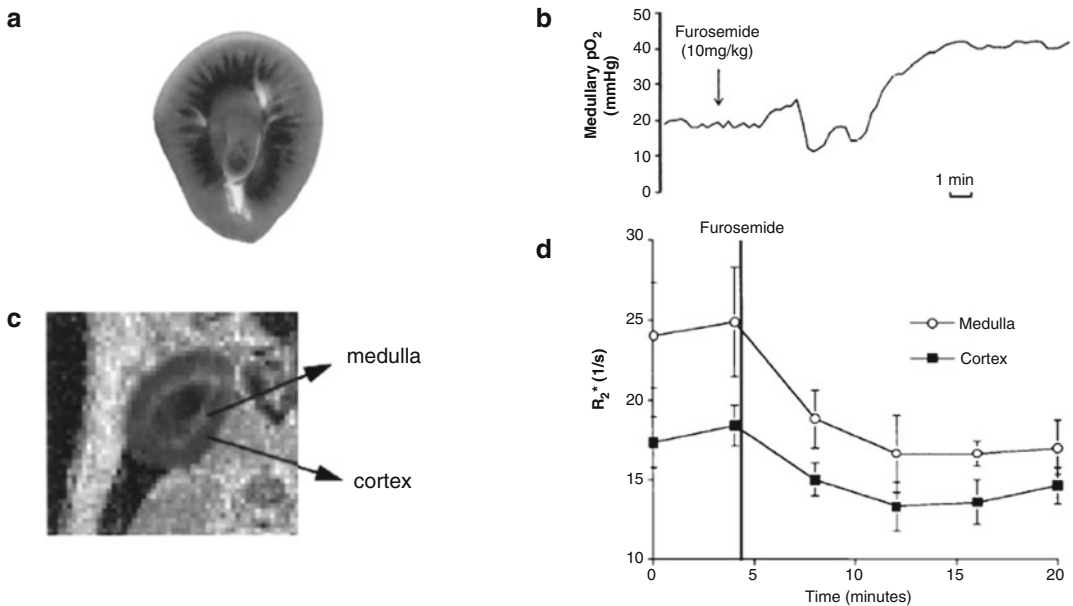 a
b
Medullary pO2
(mmHg)
50
40
30
20
10
0
Furosemide
(10mg/kg)
1 min
c
medulla
cortex
d
Furosemide
R2* (1/s)
30
25
20
15
10
Medulla
Cortex
0
5
10
15
20
Time (minutes)